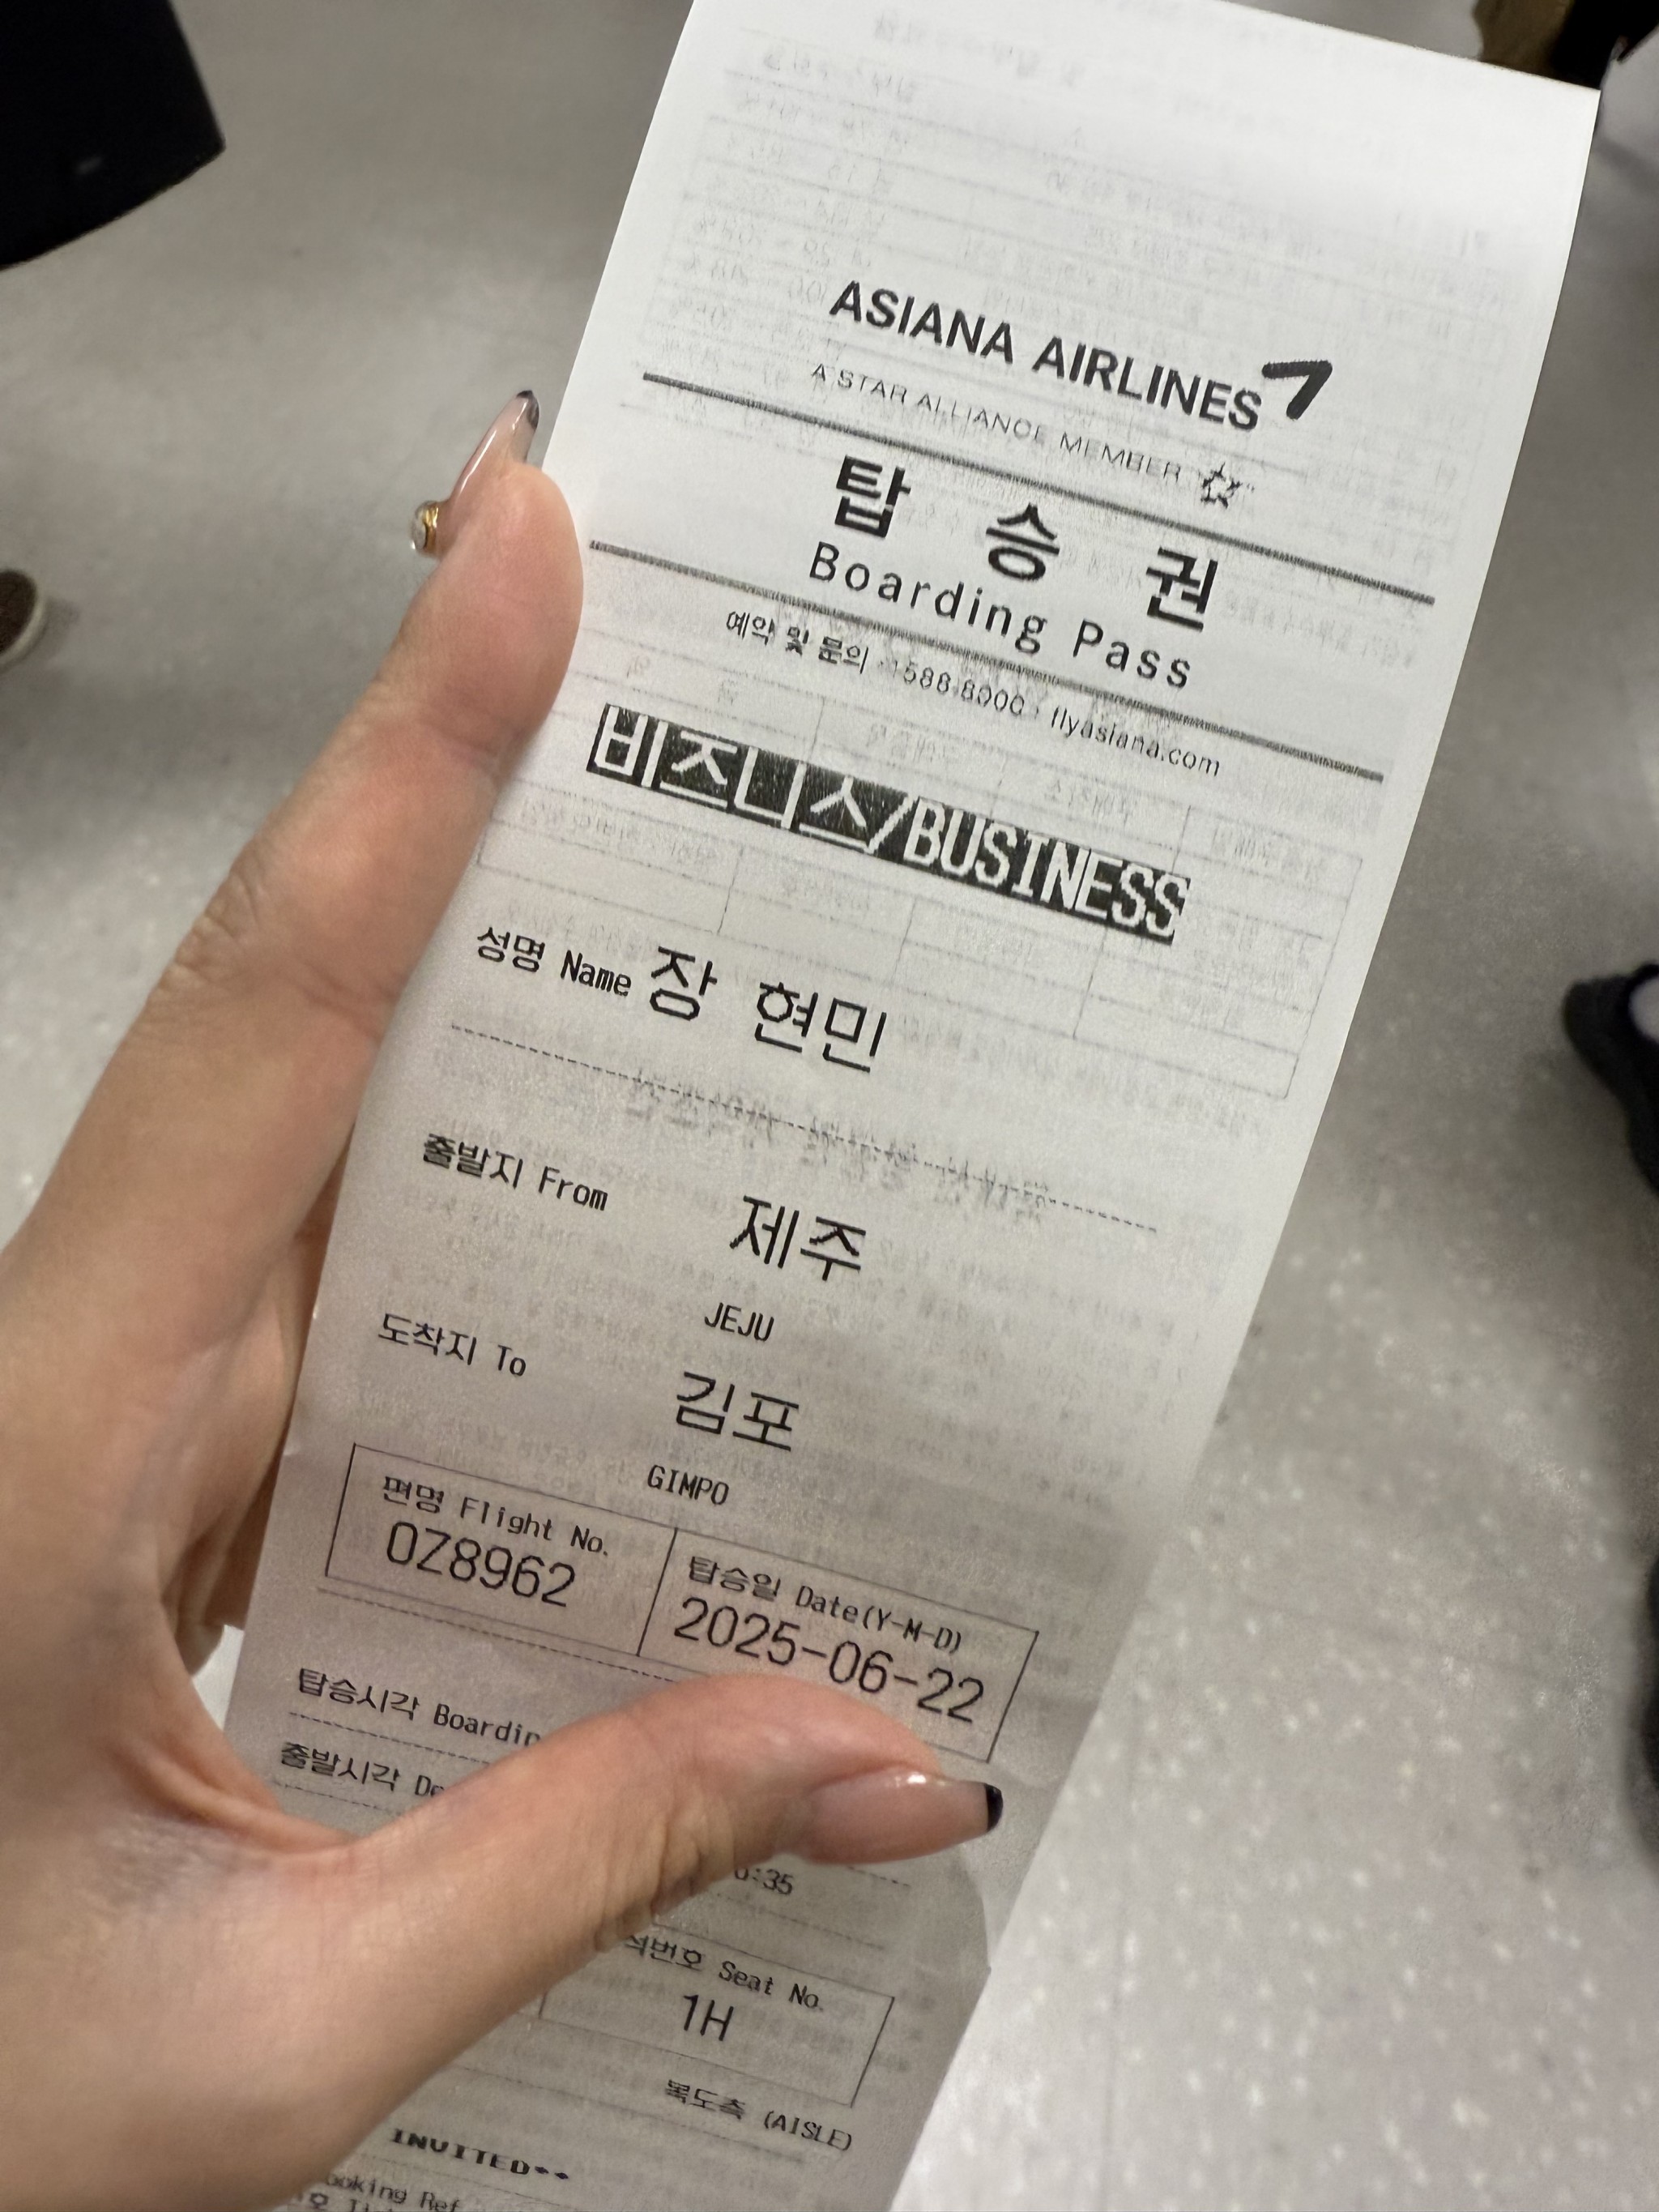 ASIANA AIRLINES
A STAR ALLIANCE MEMBER
탑 승 권
Boarding Pass
예약 및 문의 1588-8000 flyasiana.com
비즈니스/BUSINESS
성명 Name 장 현민
출발지 From 제주
JEJU
도착지 To 김포
GIMPO
편명 Flight No. 탑승일 Date(Y-M-D)
OZ8962 2025-06-22
탑승시각
출발시각
:35
Seat No.
1H
복도측 (AISLE)
INVITED**